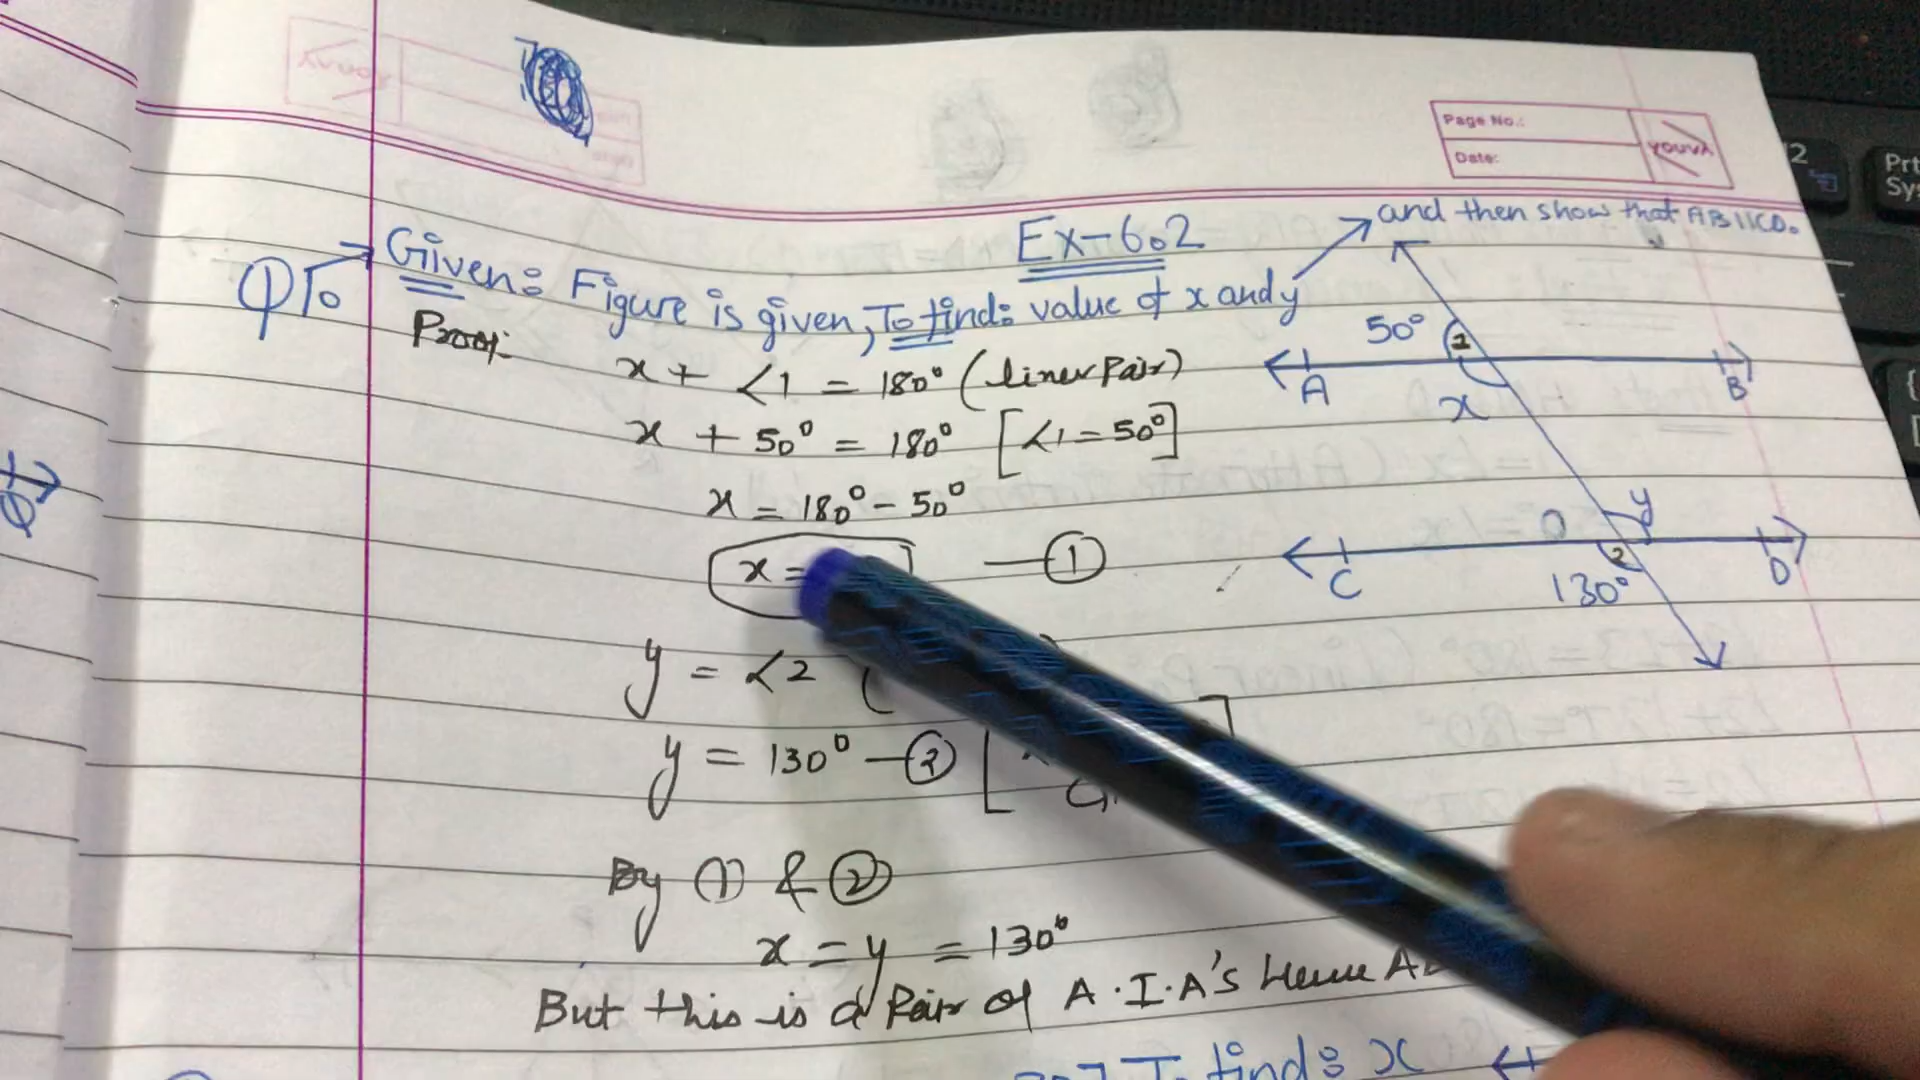 Page No.:
Date:
YOUVA
Ex-6.2
and then show that AB||CD.
Q1. Given: Figure is given, To find: value of x and y
Proof:
x + ∠1 = 180° (liner Pair)
x + 50° = 180° [∠1 = 50°]
x = 180° - 50°
x = — ①
y = ∠2 (
y = 130° — ② [
By ① & ②
x = y = 130°
But this is a Pair of A.I.A's Hence
To find: x
50°
1
A
B
x
y
O
2
C
D
130°
Prt
Sys